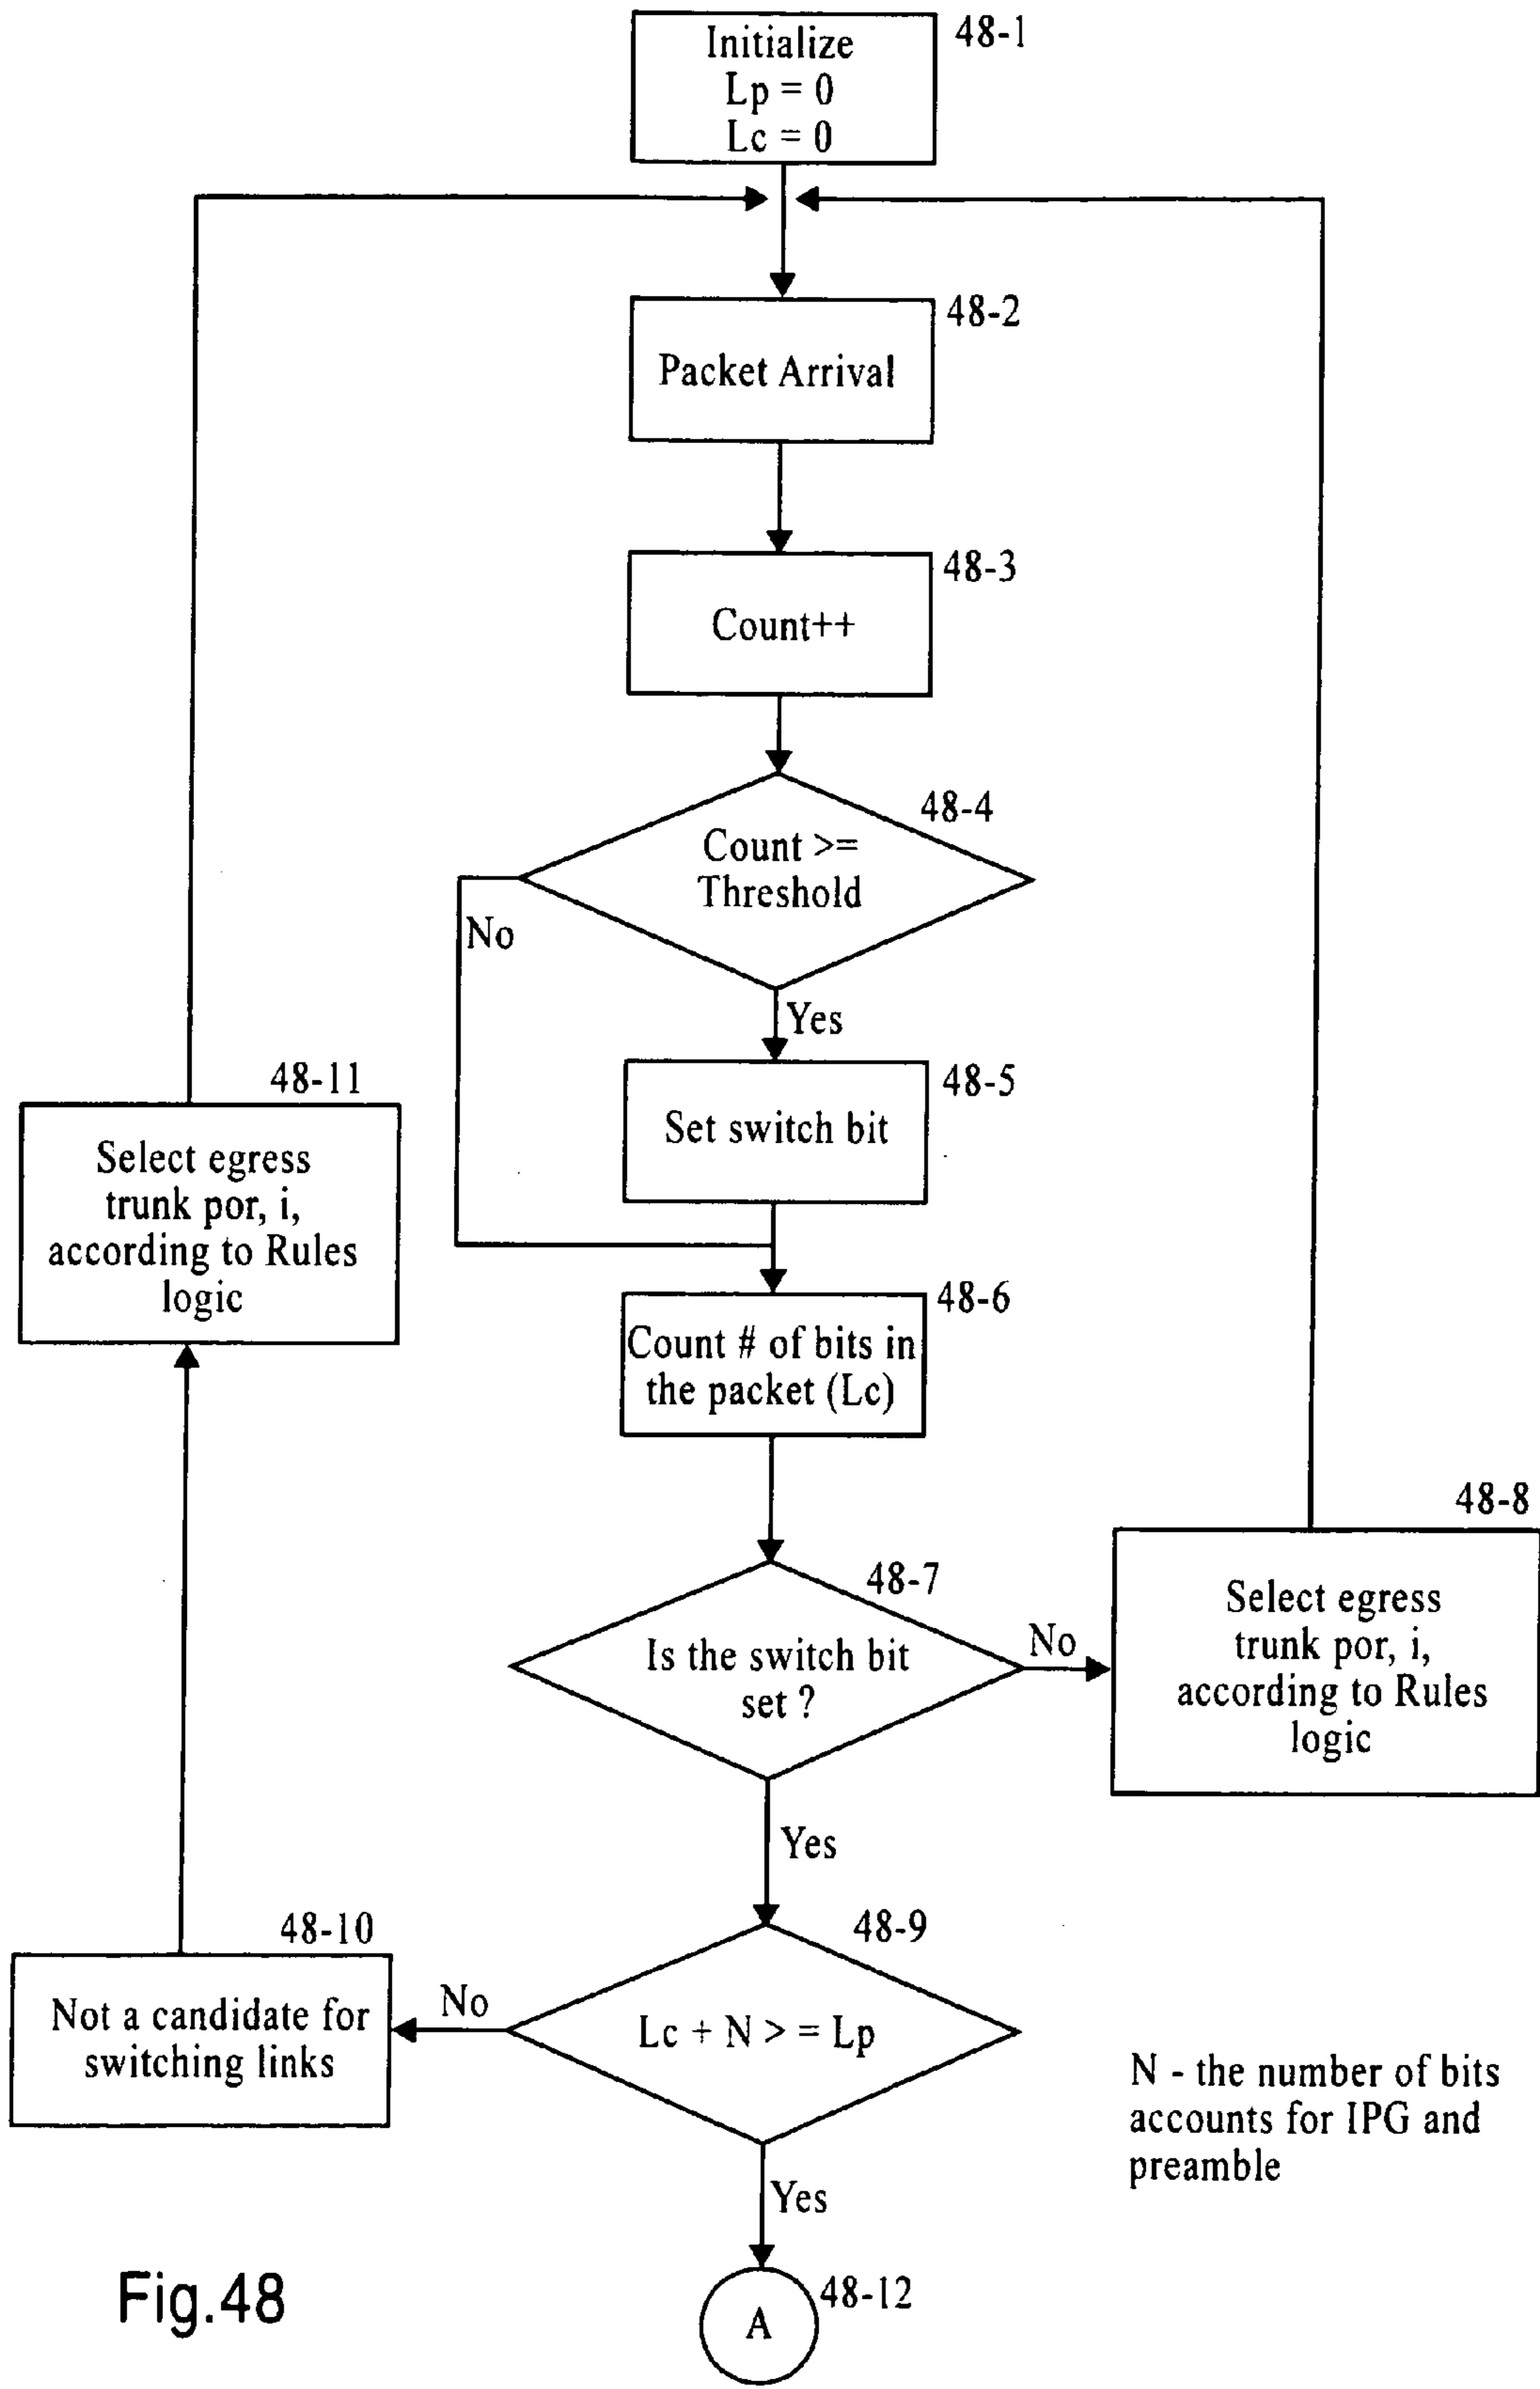 Initialize
Lp = 0
Lc = 0
48-1
48-2
Packet Arrival
48-3
Count++
48-4
Count >=
Threshold
No
Yes
48-5
Set switch bit
48-11
Select egress
trunk por, i,
according to Rules
logic
48-6
Count # of bits in
the packet (Lc)
48-7
Is the switch bit
set ?
No
48-8
Select egress
trunk por, i,
according to Rules
logic
Yes
48-9
Lc + N > = Lp
No
48-10
Not a candidate for
switching links
N - the number of bits
accounts for IPG and
preamble
Yes
48-12
A
Fig.48